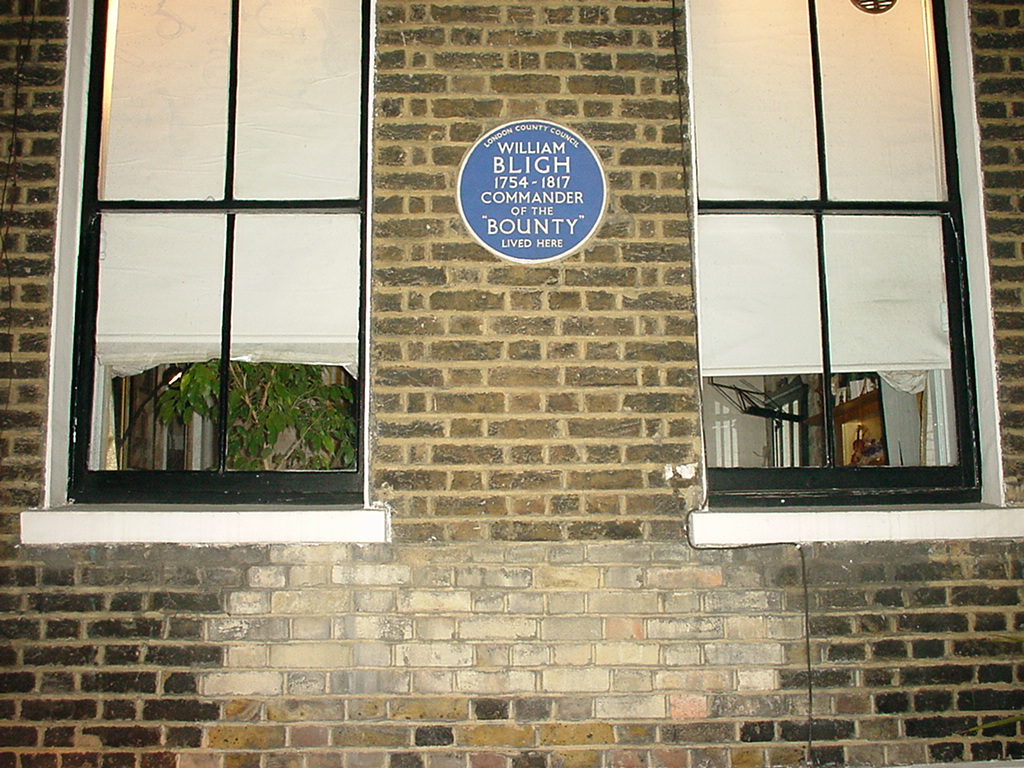 LONDON COUNTY COUNCIL
WILLIAM
BLIGH
1754-1817
COMMANDER
OF THE
"BOUNTY"
LIVED HERE